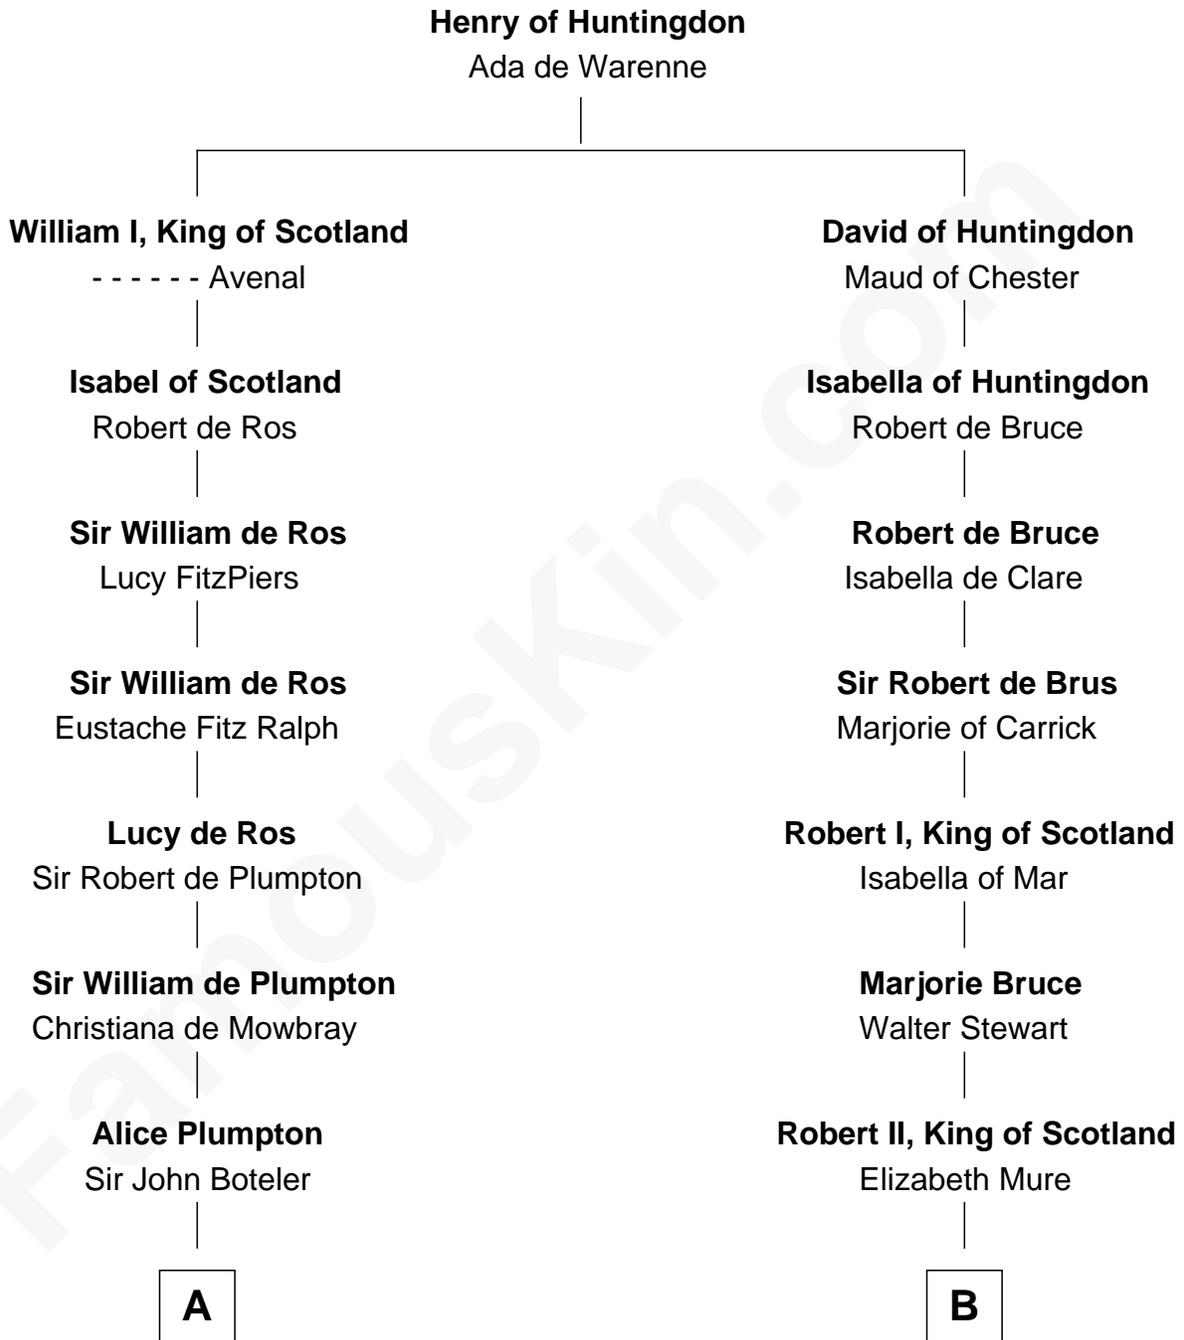 Henry of Huntingdon
Ada de Warenne
William I, King of Scotland
- - - - - - Avenal
Isabel of Scotland
Robert de Ros
Sir William de Ros
Lucy FitzPiers
Sir William de Ros
Eustache Fitz Ralph
Lucy de Ros
Sir Robert de Plumpton
Sir William de Plumpton
Christiana de Mowbray
Alice Plumpton
Sir John Boteler
A
David of Huntingdon
Maud of Chester
Isabella of Huntingdon
Robert de Bruce
Robert de Bruce
Isabella de Clare
Sir Robert de Brus
Marjorie of Carrick
Robert I, King of Scotland
Isabella of Mar
Marjorie Bruce
Walter Stewart
Robert II, King of Scotland
Elizabeth Mure
B
FamousKin.com